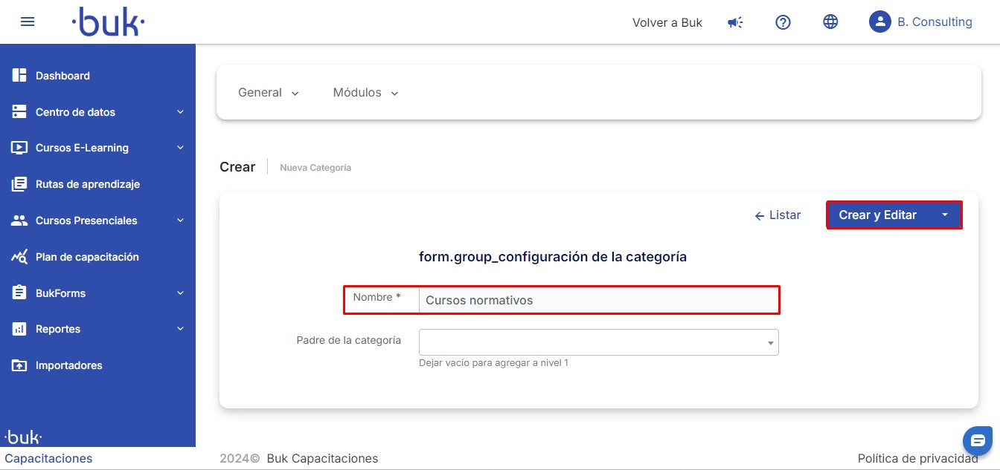 ·buk·
Volver a Buk
B. Consulting
Dashboard
Centro de datos
Cursos E-Learning
Rutas de aprendizaje
Cursos Presenciales
Plan de capacitación
BukForms
Reportes
Importadores
·buk·
Capacitaciones
General
Módulos
Crear
Nueva Categoría
Listar
Crear y Editar
form.group_configuración de la categoría
Nombre * Cursos normativos
Padre de la categoría
Dejar vacío para agregar a nivel 1
2024© Buk Capacitaciones
Política de privacidad